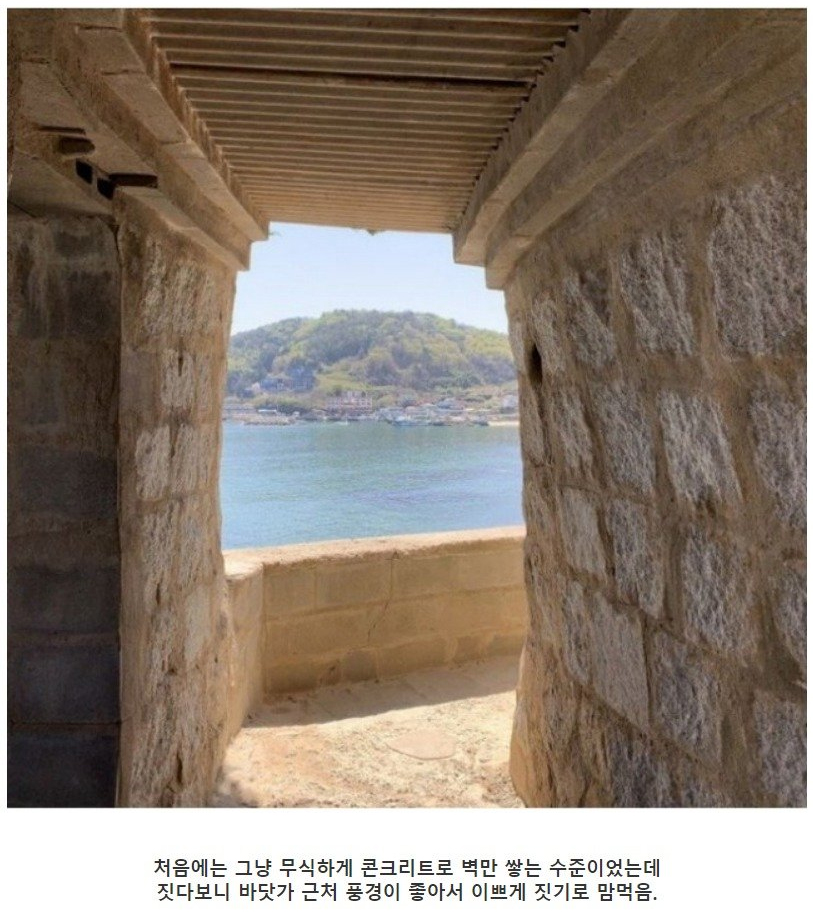 처음에는 그냥 무식하게 콘크리트로 벽만 쌓는 수준이었는데
짓다보니 바닷가 근처 풍경이 좋아서 이쁘게 짓기로 맘먹음.